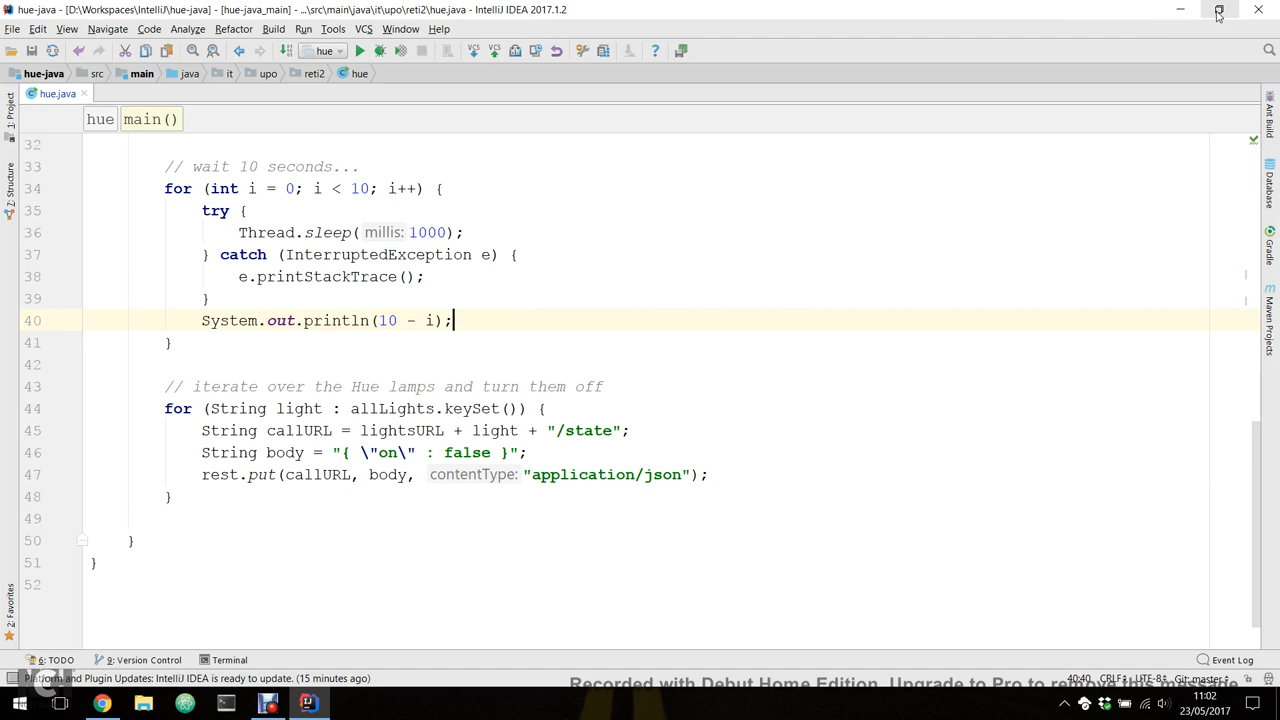 hue-java - [D:\Workspaces\IntelliJ\hue-java] - [hue-java_main] - ...\src\main\java\it\upo\reti2\hue.java - IntelliJ IDEA 2017.1.2
File Edit View Navigate Code Analyze Refactor Build Run Tools VCS Window Help
hue
VCS VCS
hue-java src main java it upo reti2 hue
hue.java
hue main()
1: Project
7: Structure
2: Favorites
Ant Build
Database
Gradle
Maven Projects
32
33 // wait 10 seconds...
34 for (int i = 0; i < 10; i++) {
35 try {
36 Thread.sleep( millis: 1000);
37 } catch (InterruptedException e) {
38 e.printStackTrace();
39 }
40 System.out.println(10 - i);
41 }
42
43 // iterate over the Hue lamps and turn them off
44 for (String light : allLights.keySet()) {
45 String callURL = lightsURL + light + "/state";
46 String body = "{ \"on\" : false }";
47 rest.put(callURL, body, contentType: "application/json");
48 }
49
50 }
51 }
52
6: TODO 9: Version Control Terminal Event Log
Platform and Plugin Updates: IntelliJ IDEA is ready to update. (15 minutes ago) 40:40 CRLF÷ UTF-8÷ Git: master÷
Recorded with Debut Home Edition. Upgrade to Pro to remove this message
11:02
23/05/2017